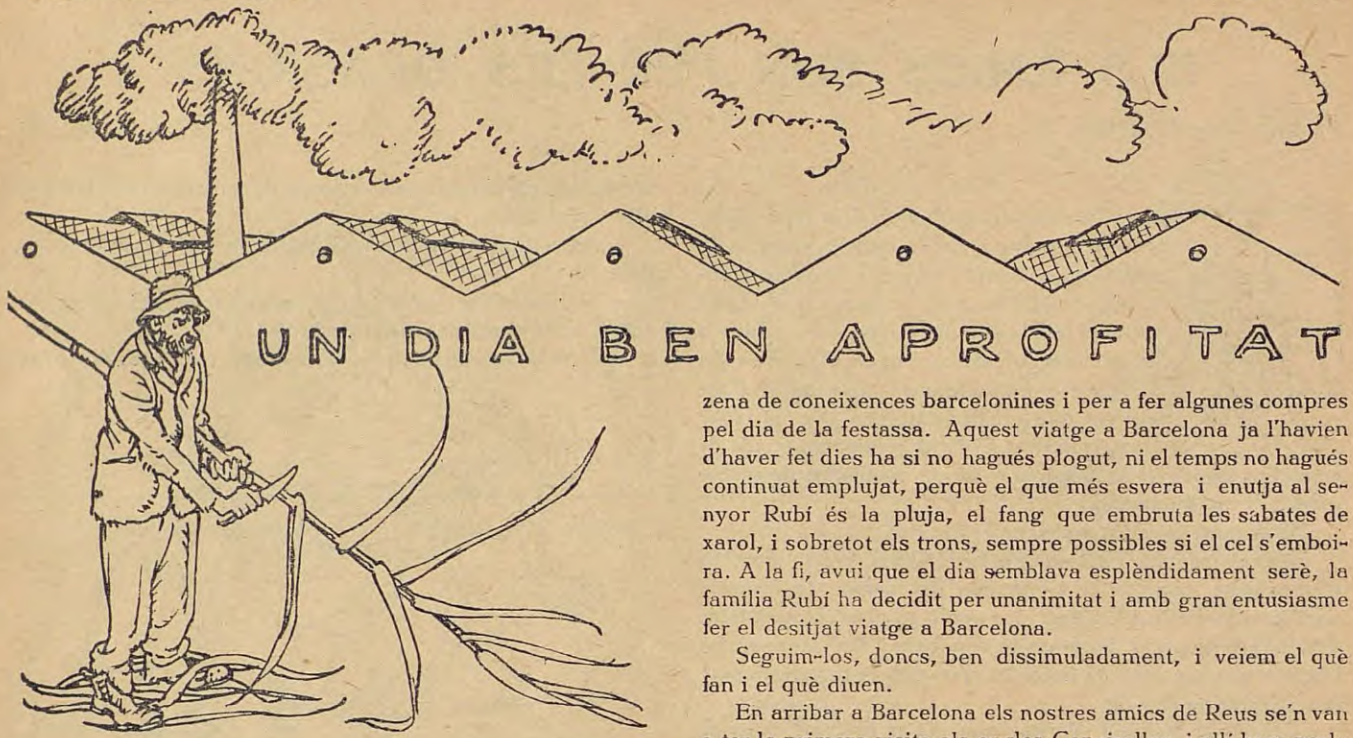 UN DIA BEN APROFITAT
zena de coneixences barcelonines i per a fer algunes compres
pel dia de la festassa. Aquest viatge a Barcelona ja l'havien
d'haver fet dies ha si no hagués plogut, ni el temps no hagués
continuat emplujat, perquè el que més esvera i enutja al se-
nyor Rubí és la pluja, el fang que embruta les sabates de
xarol, i sobretot els trons, sempre possibles si el cel s'emboi-
ra. A la fi, avui que el dia semblava esplèndidament serè, la
família Rubí ha decidit per unanimitat i amb gran entusiasme
fer el desitjat viatge a Barcelona.
Seguim-los, doncs, ben dissimuladament, i veiem el què
fan i el què diuen.
En arribar a Barcelona els nostres amics de Reus se'n van